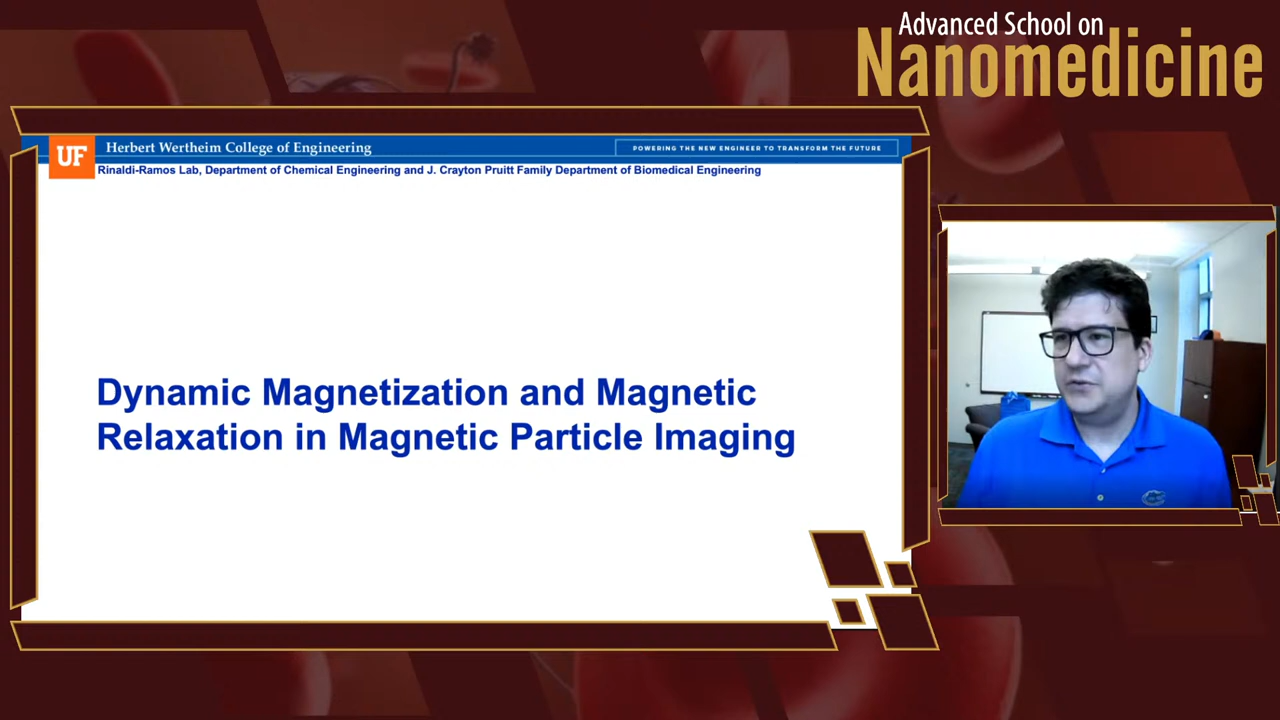 Advanced School on
Nanomedicine
UF
Herbert Wertheim College of Engineering
POWERING THE NEW ENGINEER TO TRANSFORM THE FUTURE
Rinaldi-Ramos Lab, Department of Chemical Engineering and J. Crayton Pruitt Family Department of Biomedical Engineering
Dynamic Magnetization and Magnetic
Relaxation in Magnetic Particle Imaging